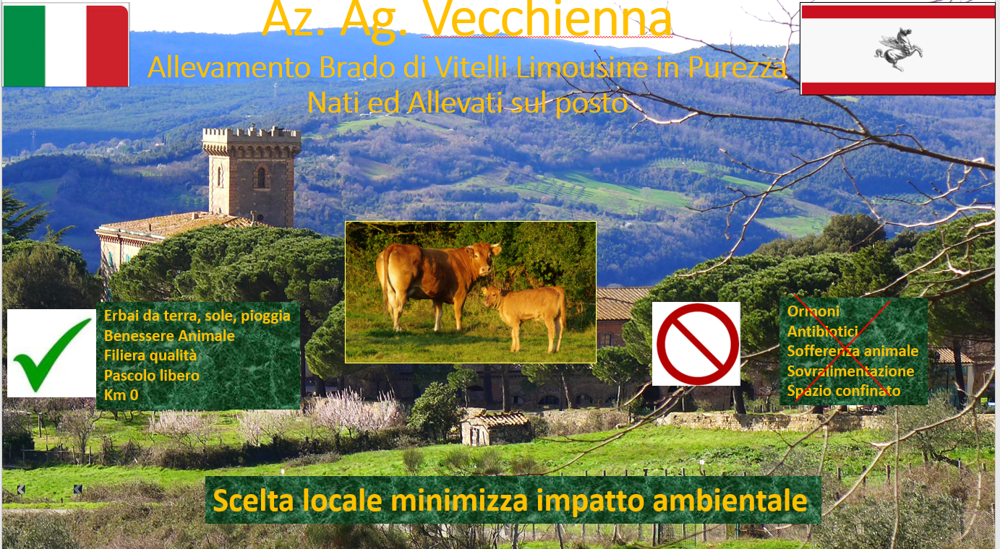 Az. Ag. Vecchienna
Allevamento Brado di Vitelli Limousine in Purezza
Nati ed Allevati sul posto
Erbai da terra, sole, pioggia
Benessere Animale
Filiera qualità
Pascolo libero
Km 0
Ormoni
Antibiotici
Sofferenza animale
Sovralimentazione
Spazio confinato
Scelta locale minimizza impatto ambientale